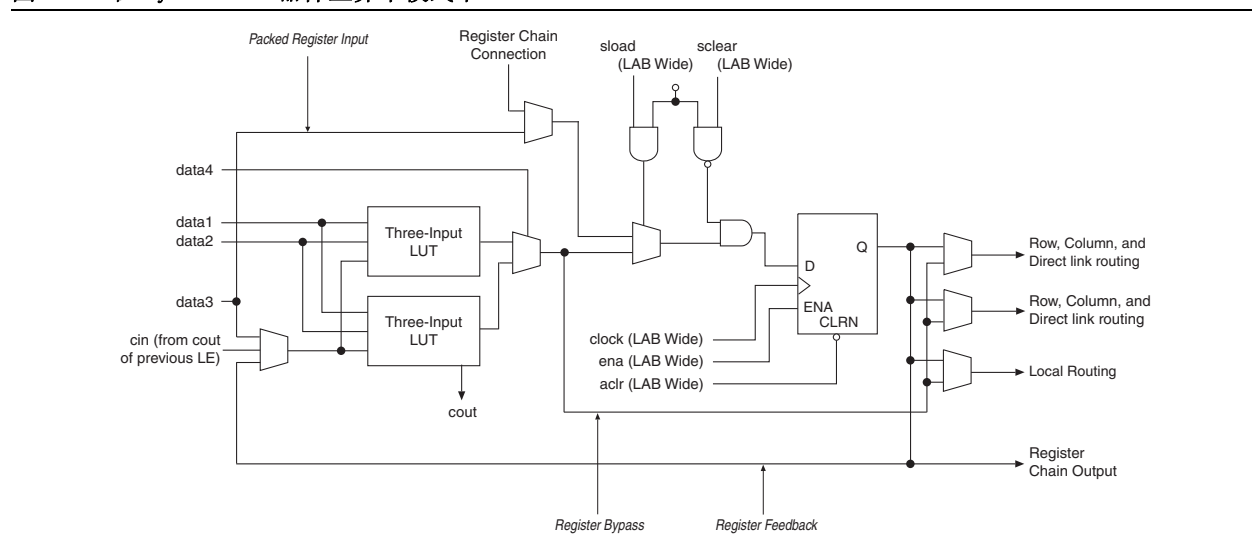 Packed Register Input
Register Chain
Connection
sload
(LAB Wide)
sclear
(LAB Wide)
data4
data1
data2
data3
cin (from cout
of previous LE)
Three-Input
LUT
Three-Input
LUT
cout
Q
D
ENA
CLRN
clock (LAB Wide)
ena (LAB Wide)
aclr (LAB Wide)
Row, Column, and
Direct link routing
Row, Column, and
Direct link routing
Local Routing
Register
Chain Output
Register Bypass
Register Feedback